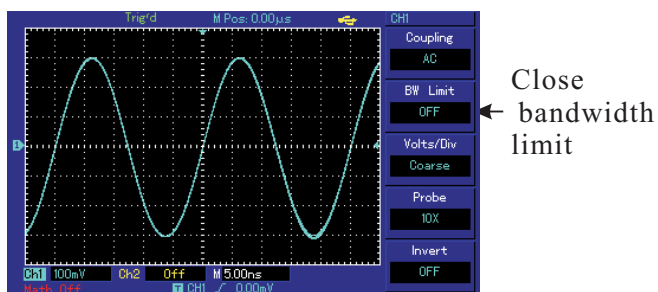 Trig'd M Pos: 0.00μs CH1
Coupling
AC
BW Limit
OFF
Volts/Div
Coarse
Probe
10X
Invert
OFF
1
Ch1 100mV Ch2 Off M 5.00ns
Math Off T CH1 0.00mV
Close
bandwidth
limit